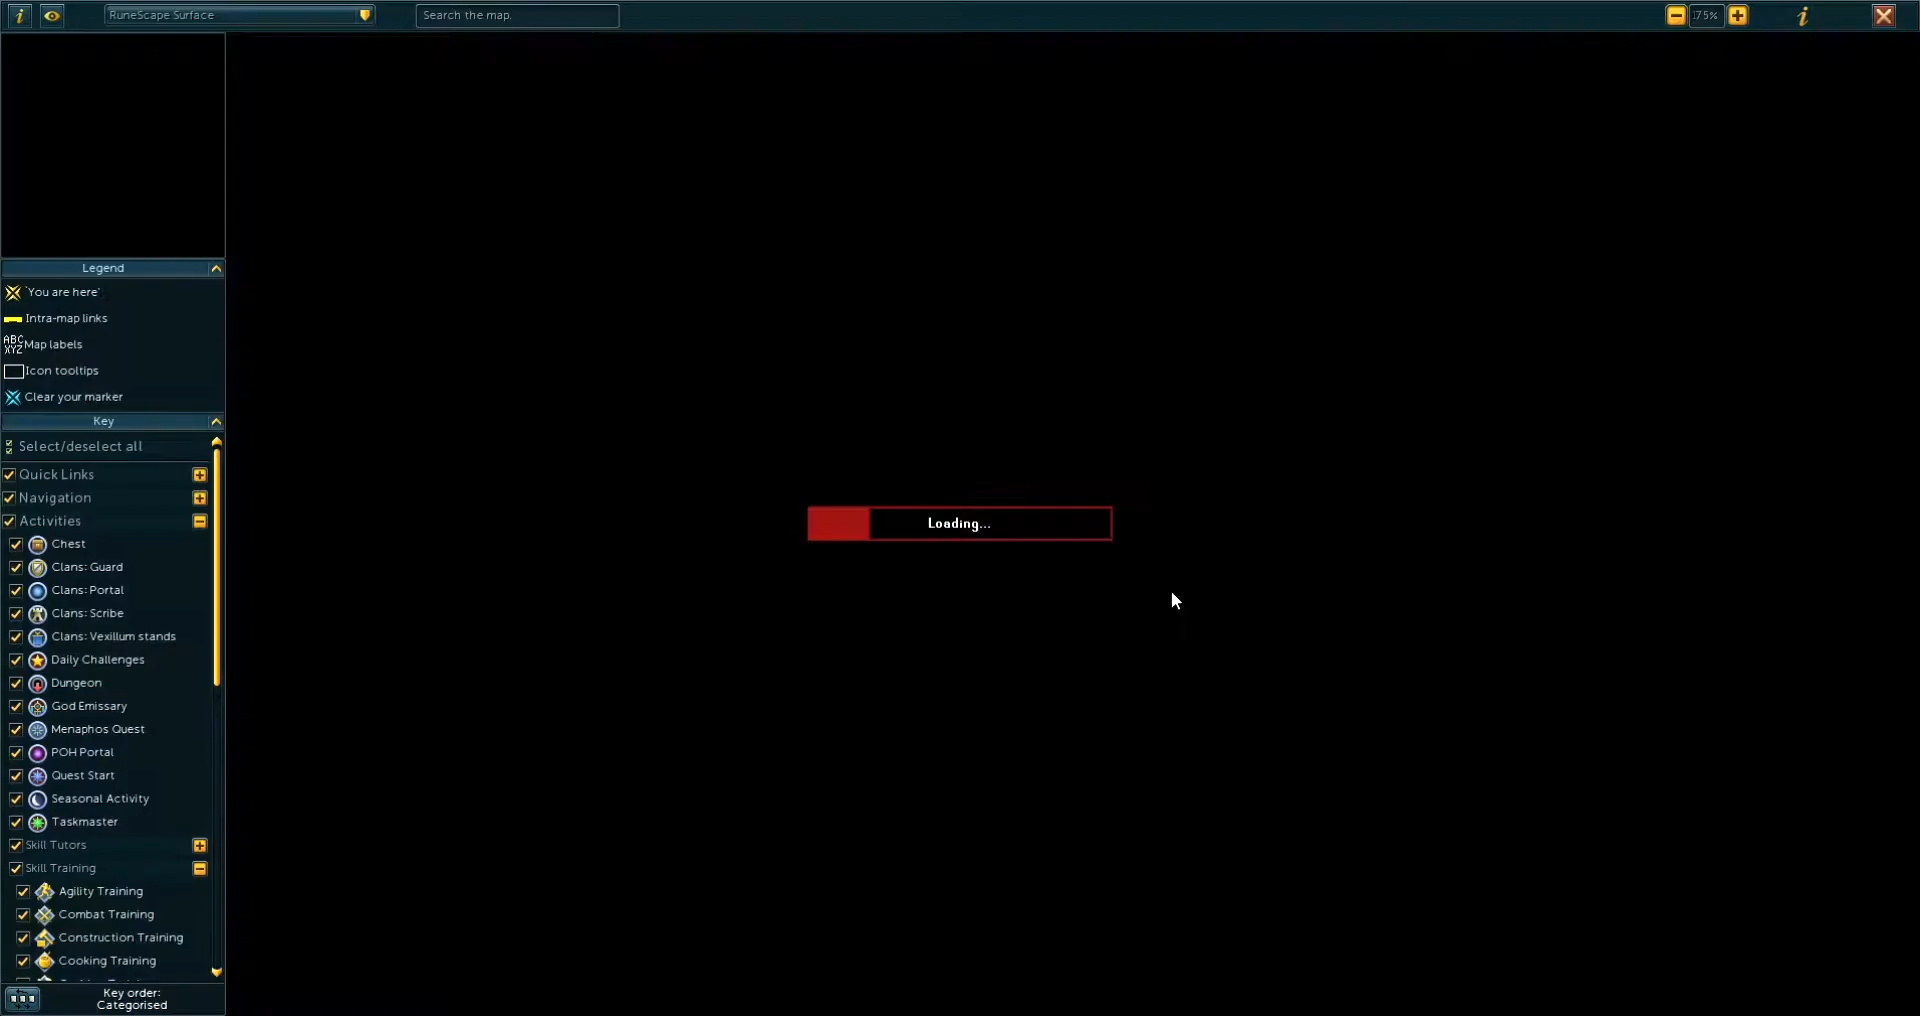 i
RuneScape Surface
Search the map.
175%
i
Legend
'You are here'
Intra-map links
ABC
XYZ
Map labels
Icon tooltips
Clear your marker
Key
Select/deselect all
Quick Links
Navigation
Activities
Chest
Clans: Guard
Clans: Portal
Clans: Scribe
Clans: Vexillum stands
Daily Challenges
Dungeon
God Emissary
Menaphos Quest
POH Portal
Quest Start
Seasonal Activity
Taskmaster
Skill Tutors
Skill Training
Agility Training
Combat Training
Construction Training
Cooking Training
Key order:
Categorised
Loading...